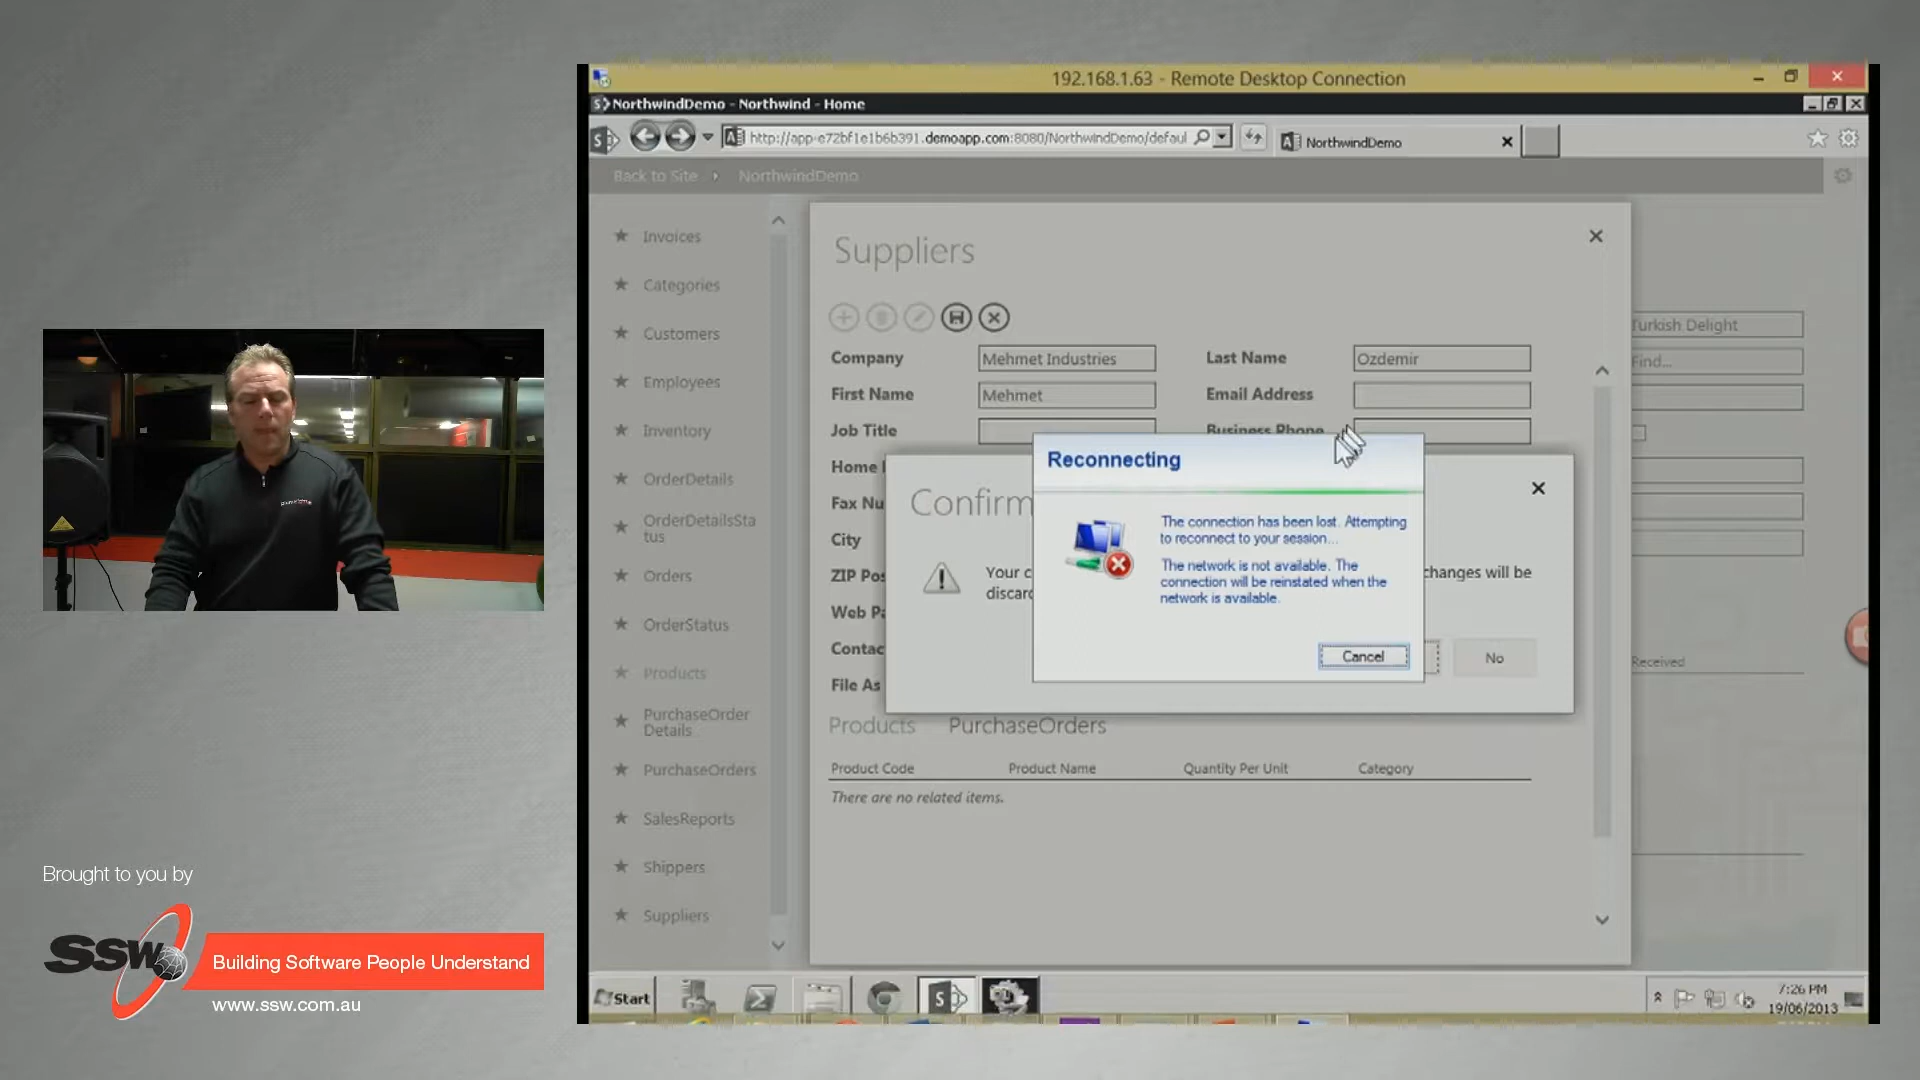 192.168.1.63 - Remote Desktop Connection
NorthwindDemo - Northwind - Home
http://app-e72bf1e1b6b391.demoapp.com:8080/NorthwindDemo/defaul
NorthwindDemo
Back to Site
NorthwindDemo
Invoices
Categories
Customers
Employees
Inventory
OrderDetails
OrderDetailsSta
tus
Orders
OrderStatus
Products
PurchaseOrder
Details
PurchaseOrders
SalesReports
Shippers
Suppliers
Suppliers
Company
Mehmet Industries
Last Name
Ozdemir
First Name
Mehmet
Email Address
Job Title
Business Phone
Home
Fax Nu
City
ZIP Pos
Web Pa
Contac
File As
Turkish Delight
Find...
Received
Confirm
Your c
changes will be
discard
No
Reconnecting
The connection has been lost. Attempting
to reconnect to your session...
The network is not available. The
connection will be reinstated when the
network is available.
Cancel
Products
PurchaseOrders
Product Code
Product Name
Quantity Per Unit
Category
There are no related items.
Start
7:26 PM
19/06/2013
Brought to you by
SSW
Building Software People Understand
www.ssw.com.au